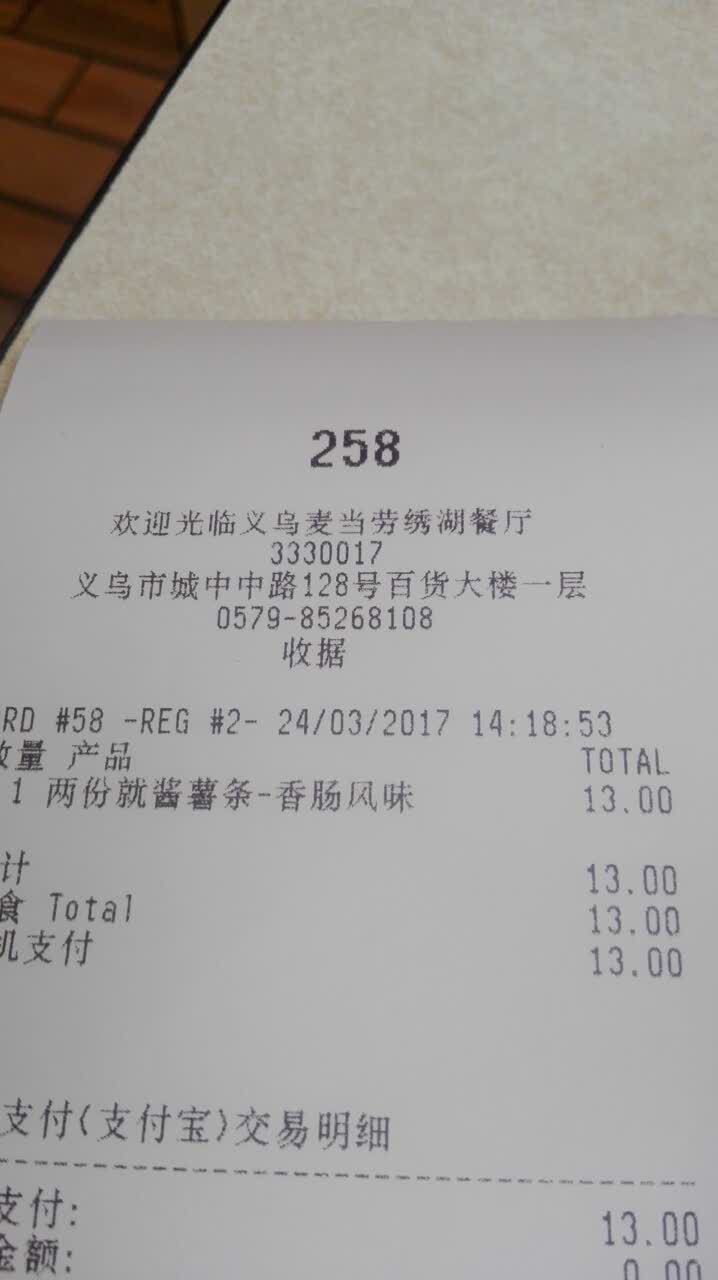 258
欢迎光临义乌麦当劳绣湖餐厅
3330017
义乌市城中中路128号百货大楼一层
0579-85268108
收据
RD #58 -REG #2- 24/03/2017 14:18:53
量 产品 TOTAL
1 两份就酱薯条-香肠风味 13.00
计 13.00
食 Total 13.00
机支付 13.00
支付(支付宝)交易明细
支付: 13.00
金额: 0.00